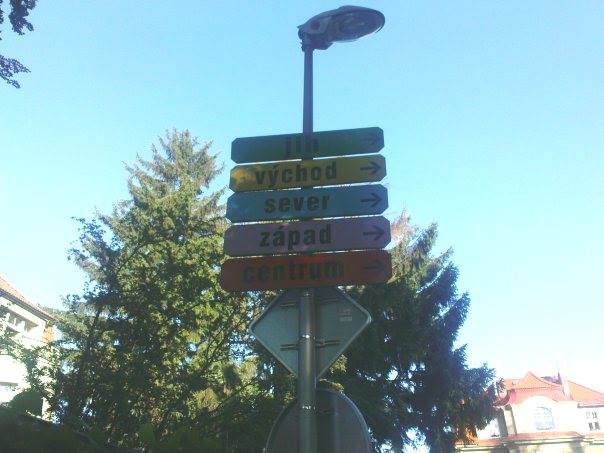 jih
východ
sever
západ
centrum